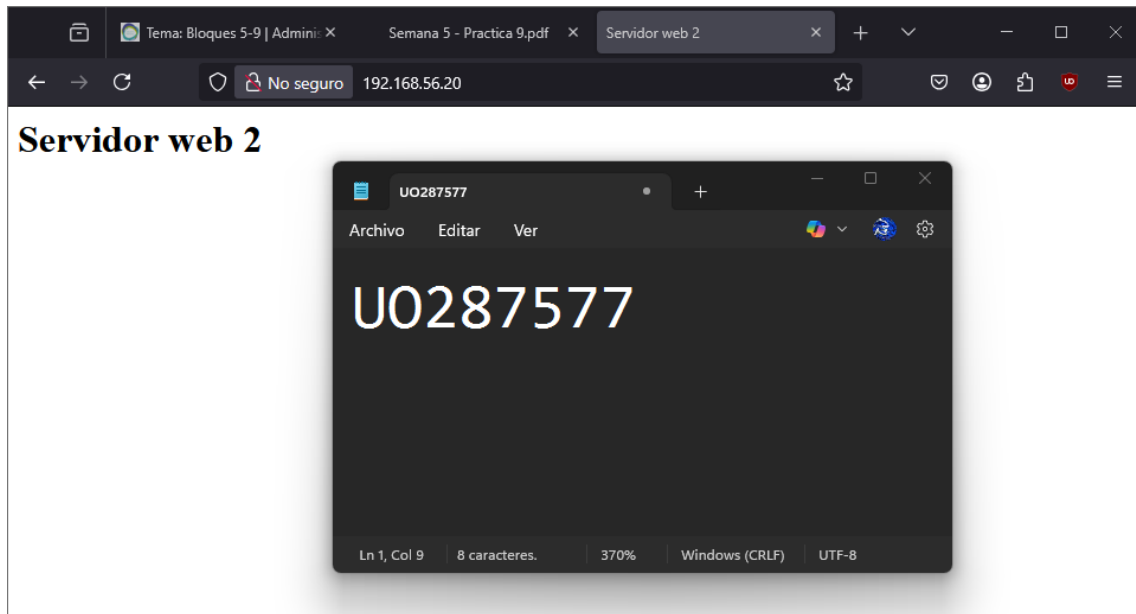 Tema: Bloques 5-9 | Adminis
Semana 5 - Practica 9.pdf
Servidor web 2
No seguro
192.168.56.20
Servidor web 2
UO287577
Archivo
Editar
Ver
UO287577
Ln 1, Col 9
8 caracteres.
370%
Windows (CRLF)
UTF-8